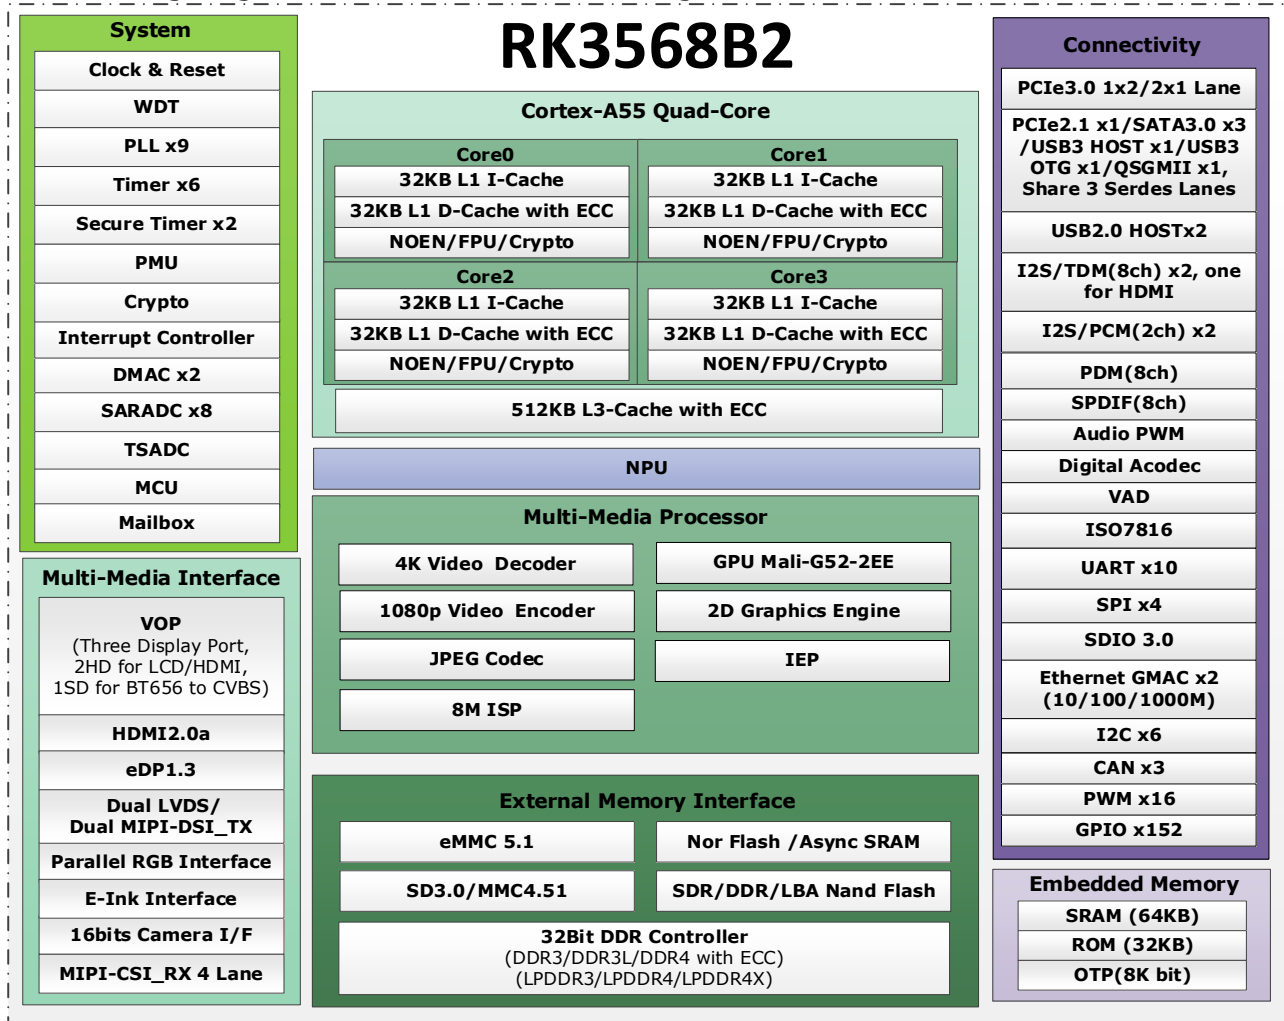 RK3568B2
System
Clock & Reset
WDT
PLL x9
Timer x6
Secure Timer x2
PMU
Crypto
Interrupt Controller
DMAC x2
SARADC x8
TSADC
MCU
Mailbox
Multi-Media Interface
VOP
(Three Display Port,
2HD for LCD/HDMI,
1SD for BT656 to CVBS)
HDMI2.0a
eDP1.3
Dual LVDS/
Dual MIPI-DSI_TX
Parallel RGB Interface
E-Ink Interface
16bits Camera I/F
MIPI-CSI_RX 4 Lane
Cortex-A55 Quad-Core
Core0
32KB L1 I-Cache
32KB L1 D-Cache with ECC
NOEN/FPU/Crypto
Core1
32KB L1 I-Cache
32KB L1 D-Cache with ECC
NOEN/FPU/Crypto
Core2
32KB L1 I-Cache
32KB L1 D-Cache with ECC
NOEN/FPU/Crypto
Core3
32KB L1 I-Cache
32KB L1 D-Cache with ECC
NOEN/FPU/Crypto
512KB L3-Cache with ECC
NPU
Multi-Media Processor
4K Video Decoder
1080p Video Encoder
JPEG Codec
8M ISP
GPU Mali-G52-2EE
2D Graphics Engine
IEP
External Memory Interface
eMMC 5.1
Nor Flash /Async SRAM
SD3.0/MMC4.51
SDR/DDR/LBA Nand Flash
32Bit DDR Controller
(DDR3/DDR3L/DDR4 with ECC)
(LPDDR3/LPDDR4/LPDDR4X)
Connectivity
PCIe3.0 1x2/2x1 Lane
PCIe2.1 x1/SATA3.0 x3
/USB3 HOST x1/USB3
OTG x1/QSGMII x1,
Share 3 Serdes Lanes
USB2.0 HOSTx2
I2S/TDM(8ch) x2, one
for HDMI
I2S/PCM(2ch) x2
PDM(8ch)
SPDIF(8ch)
Audio PWM
Digital Acodec
VAD
ISO7816
UART x10
SPI x4
SDIO 3.0
Ethernet GMAC x2
(10/100/1000M)
I2C x6
CAN x3
PWM x16
GPIO x152
Embedded Memory
SRAM (64KB)
ROM (32KB)
OTP(8K bit)